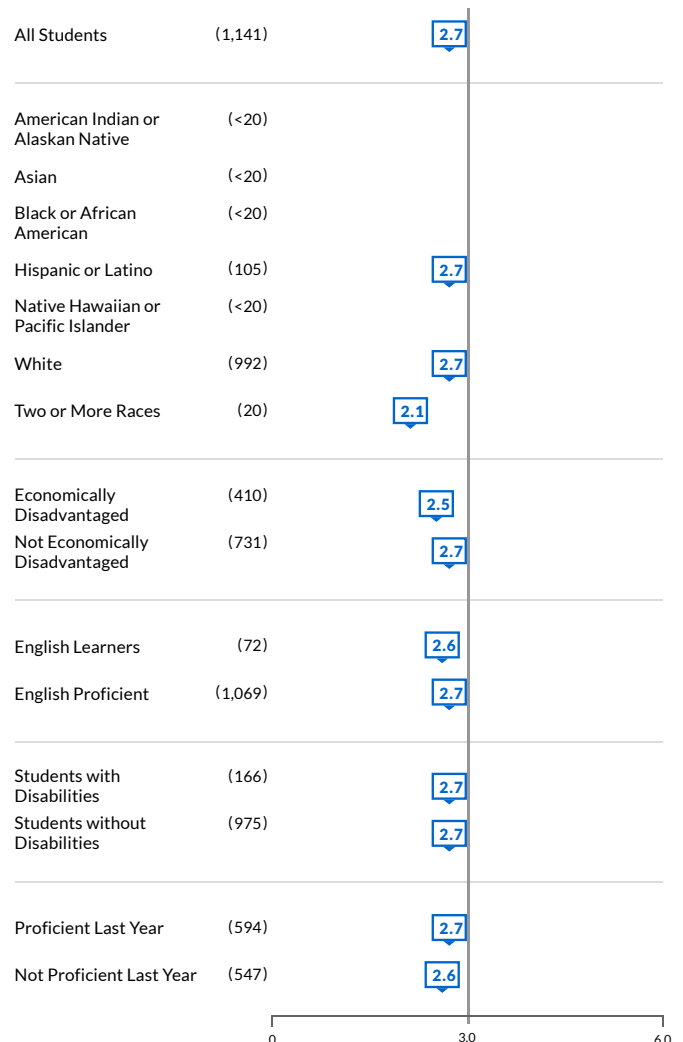 All Students (1,141) 2.7
American Indian or (<20)
Alaskan Native
Asian (<20)
Black or African (<20)
American
Hispanic or Latino (105) 2.7
Native Hawaiian or (<20)
Pacific Islander
White (992) 2.7
Two or More Races (20) 2.1
Economically (410) 2.5
Disadvantaged
Not Economically (731) 2.7
Disadvantaged
English Learners (72) 2.6
English Proficient (1,069) 2.7
Students with (166) 2.7
Disabilities
Students without (975) 2.7
Disabilities
Proficient Last Year (594) 2.7
Not Proficient Last Year (547) 2.6
0 3.0 6.0